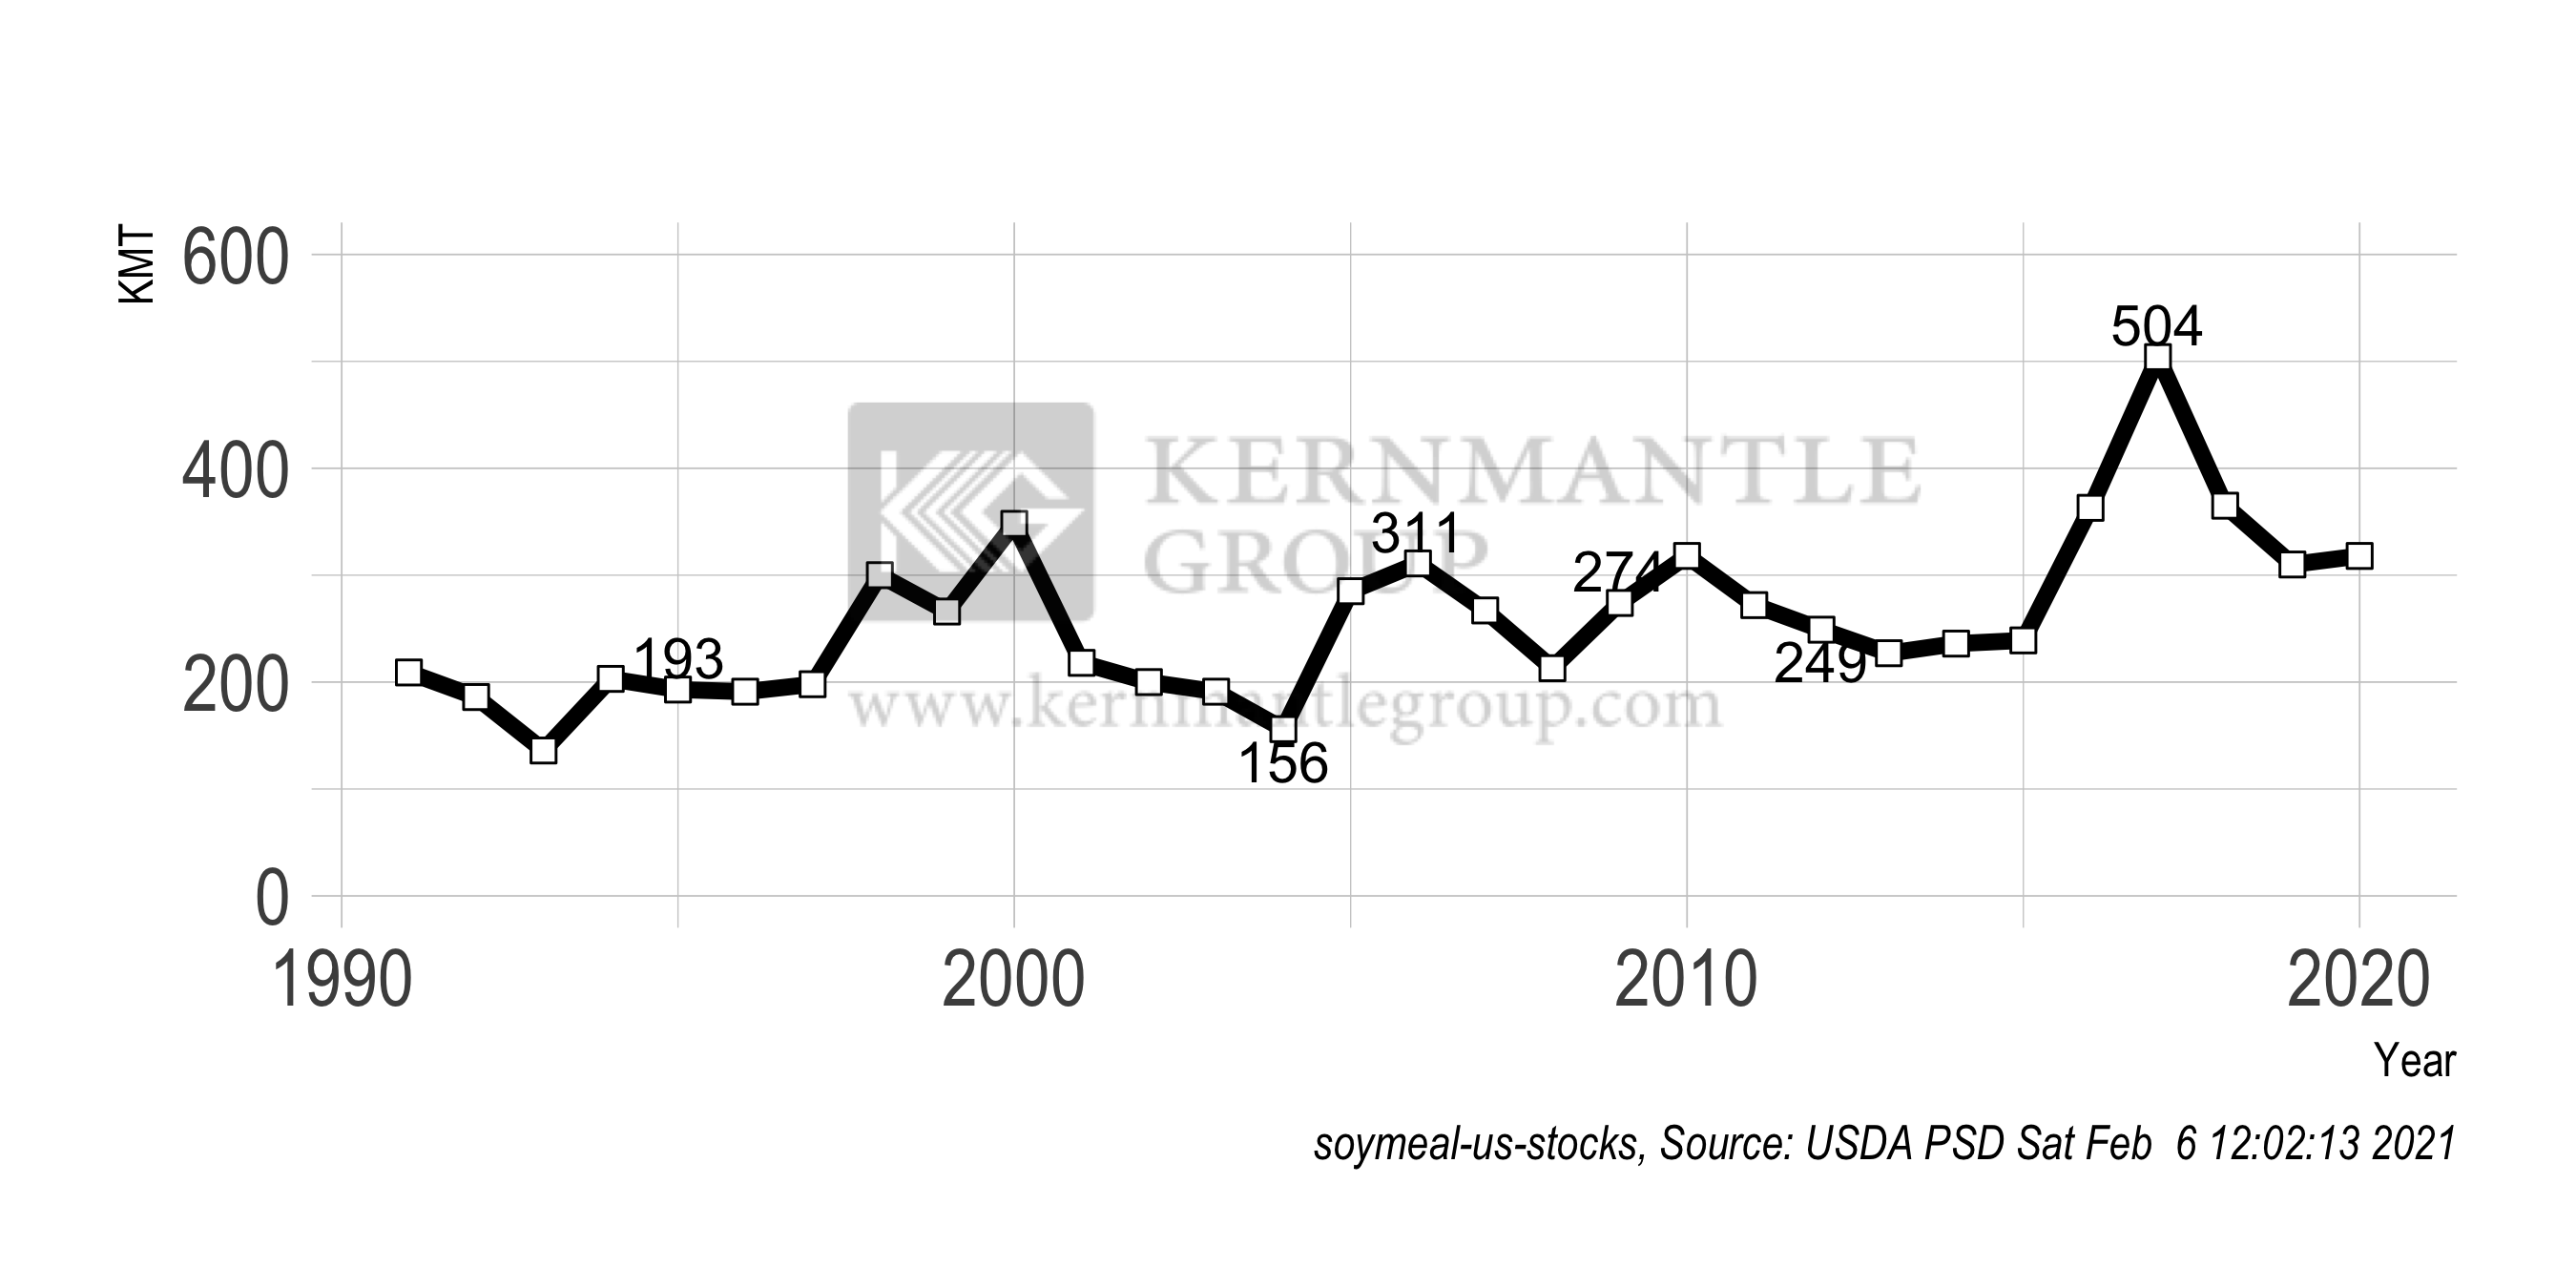 KMT
600
400
200
0
504
311
274
193
249
156
KERNMANTLE
GROUP
www.kernmantlegroup.com
1990 2000 2010 2020
Year
soymeal-us-stocks, Source: USDA PSD Sat Feb  6 12:02:13 2021